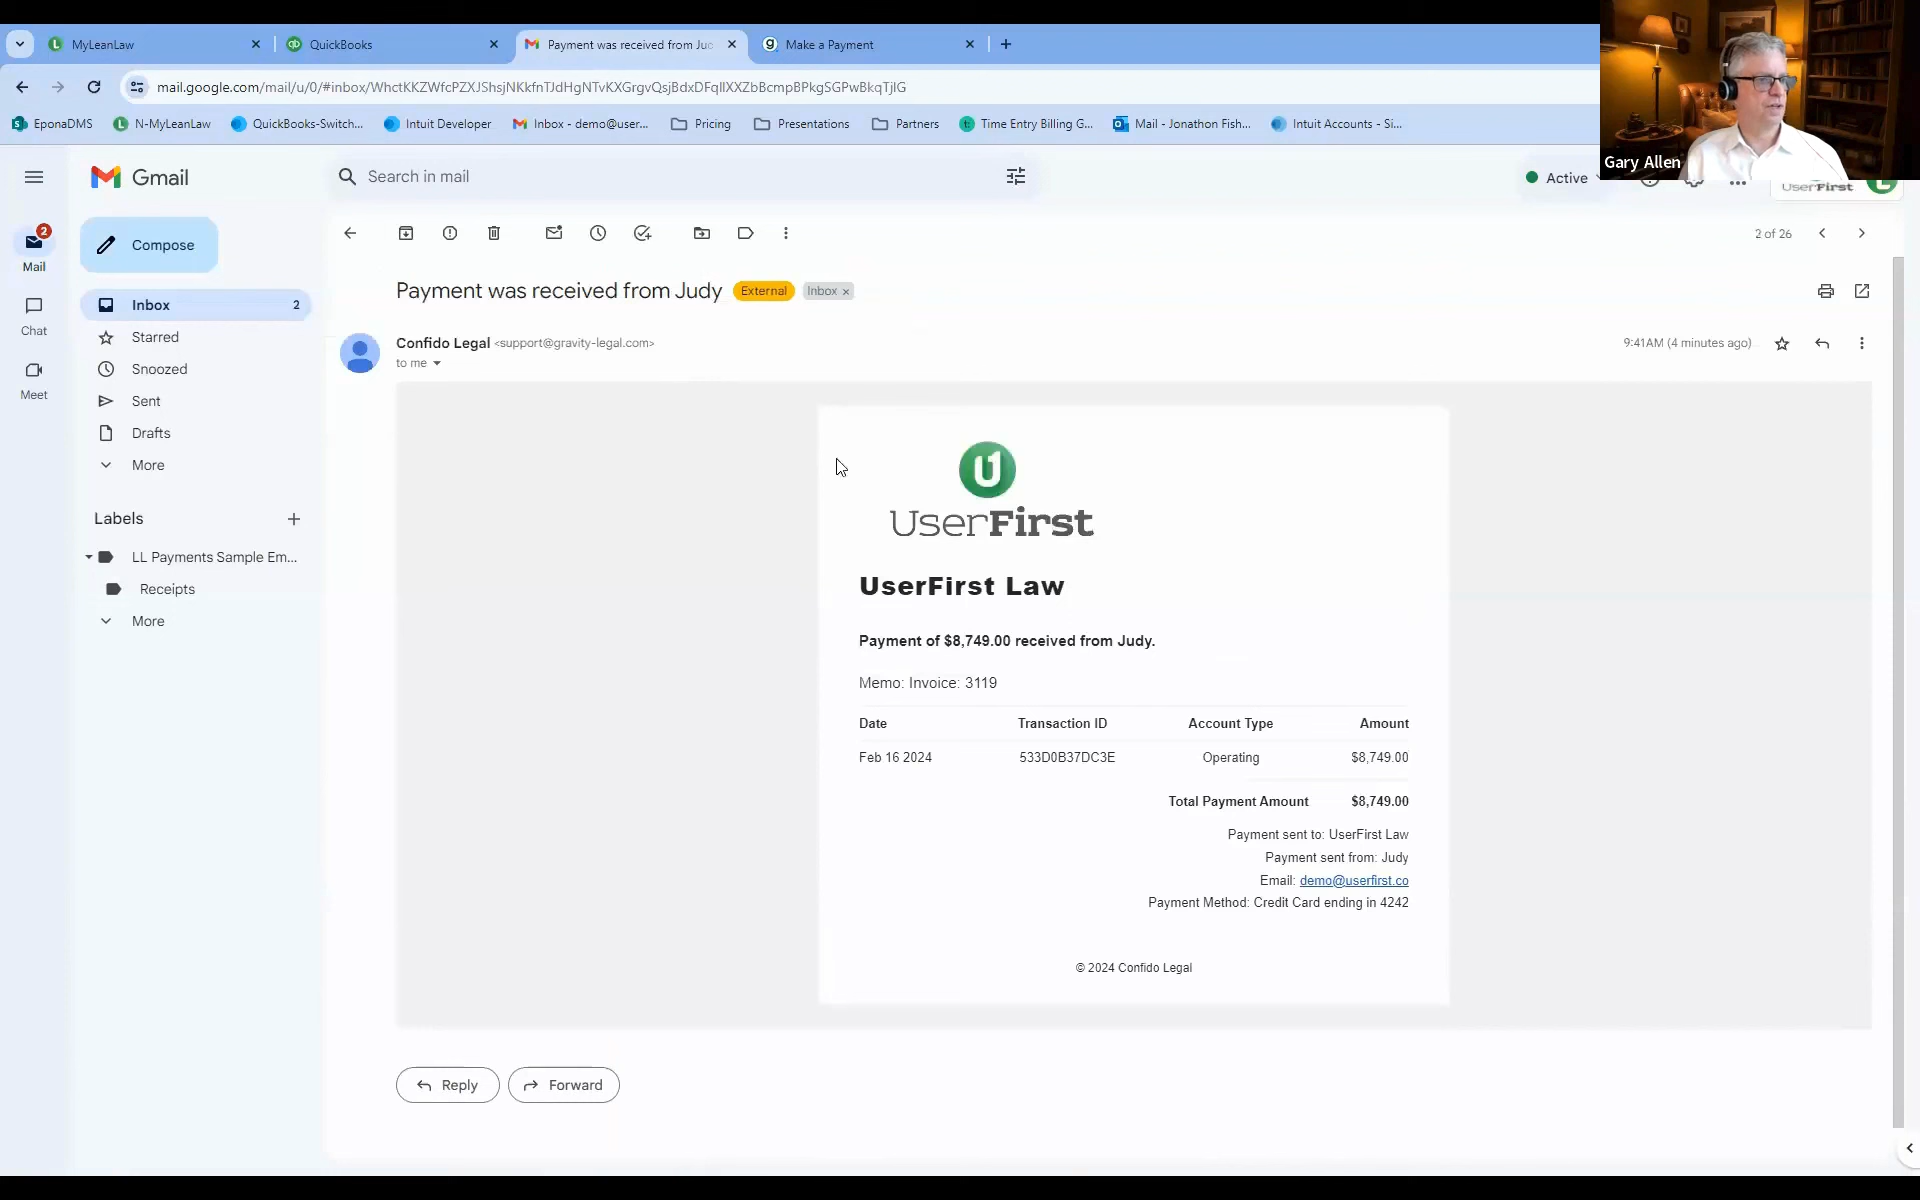 MyLeanLaw
QuickBooks
Payment was received from Juc
Make a Payment
mail.google.com/mail/u/0/#inbox/WhctKKZWfcPZXJShsjNKkfnTJdHgNTvKXGrgvQsjBdxDFqllXXZbBcmpBPkgSGPwBkqTjlG
EponaDMS
N-MyLeanLaw
QuickBooks-Switch...
Intuit Developer
Inbox - demo@user...
Pricing
Presentations
Partners
Time Entry Billing G...
Mail - Jonathon Fish...
Intuit Accounts - Si...
Gary Allen
Gmail
Search in mail
Active
UserFirst
2
Mail
Chat
Meet
Compose
Inbox 2
Starred
Snoozed
Sent
Drafts
More
Labels
LL Payments Sample Em...
Receipts
More
2 of 26
Payment was received from Judy External Inbox x
Confido Legal <support@gravity-legal.com>
9:41AM (4 minutes ago)
to me
U1
UserFirst
UserFirst Law
Payment of $8,749.00 received from Judy.
Memo: Invoice: 3119
Date Transaction ID Account Type Amount
Feb 16 2024 533D0B37DC3E Operating $8,749.00
Total Payment Amount $8,749.00
Payment sent to: UserFirst Law
Payment sent from: Judy
Email: demo@userfirst.co
Payment Method: Credit Card ending in 4242
© 2024 Confido Legal
Reply
Forward